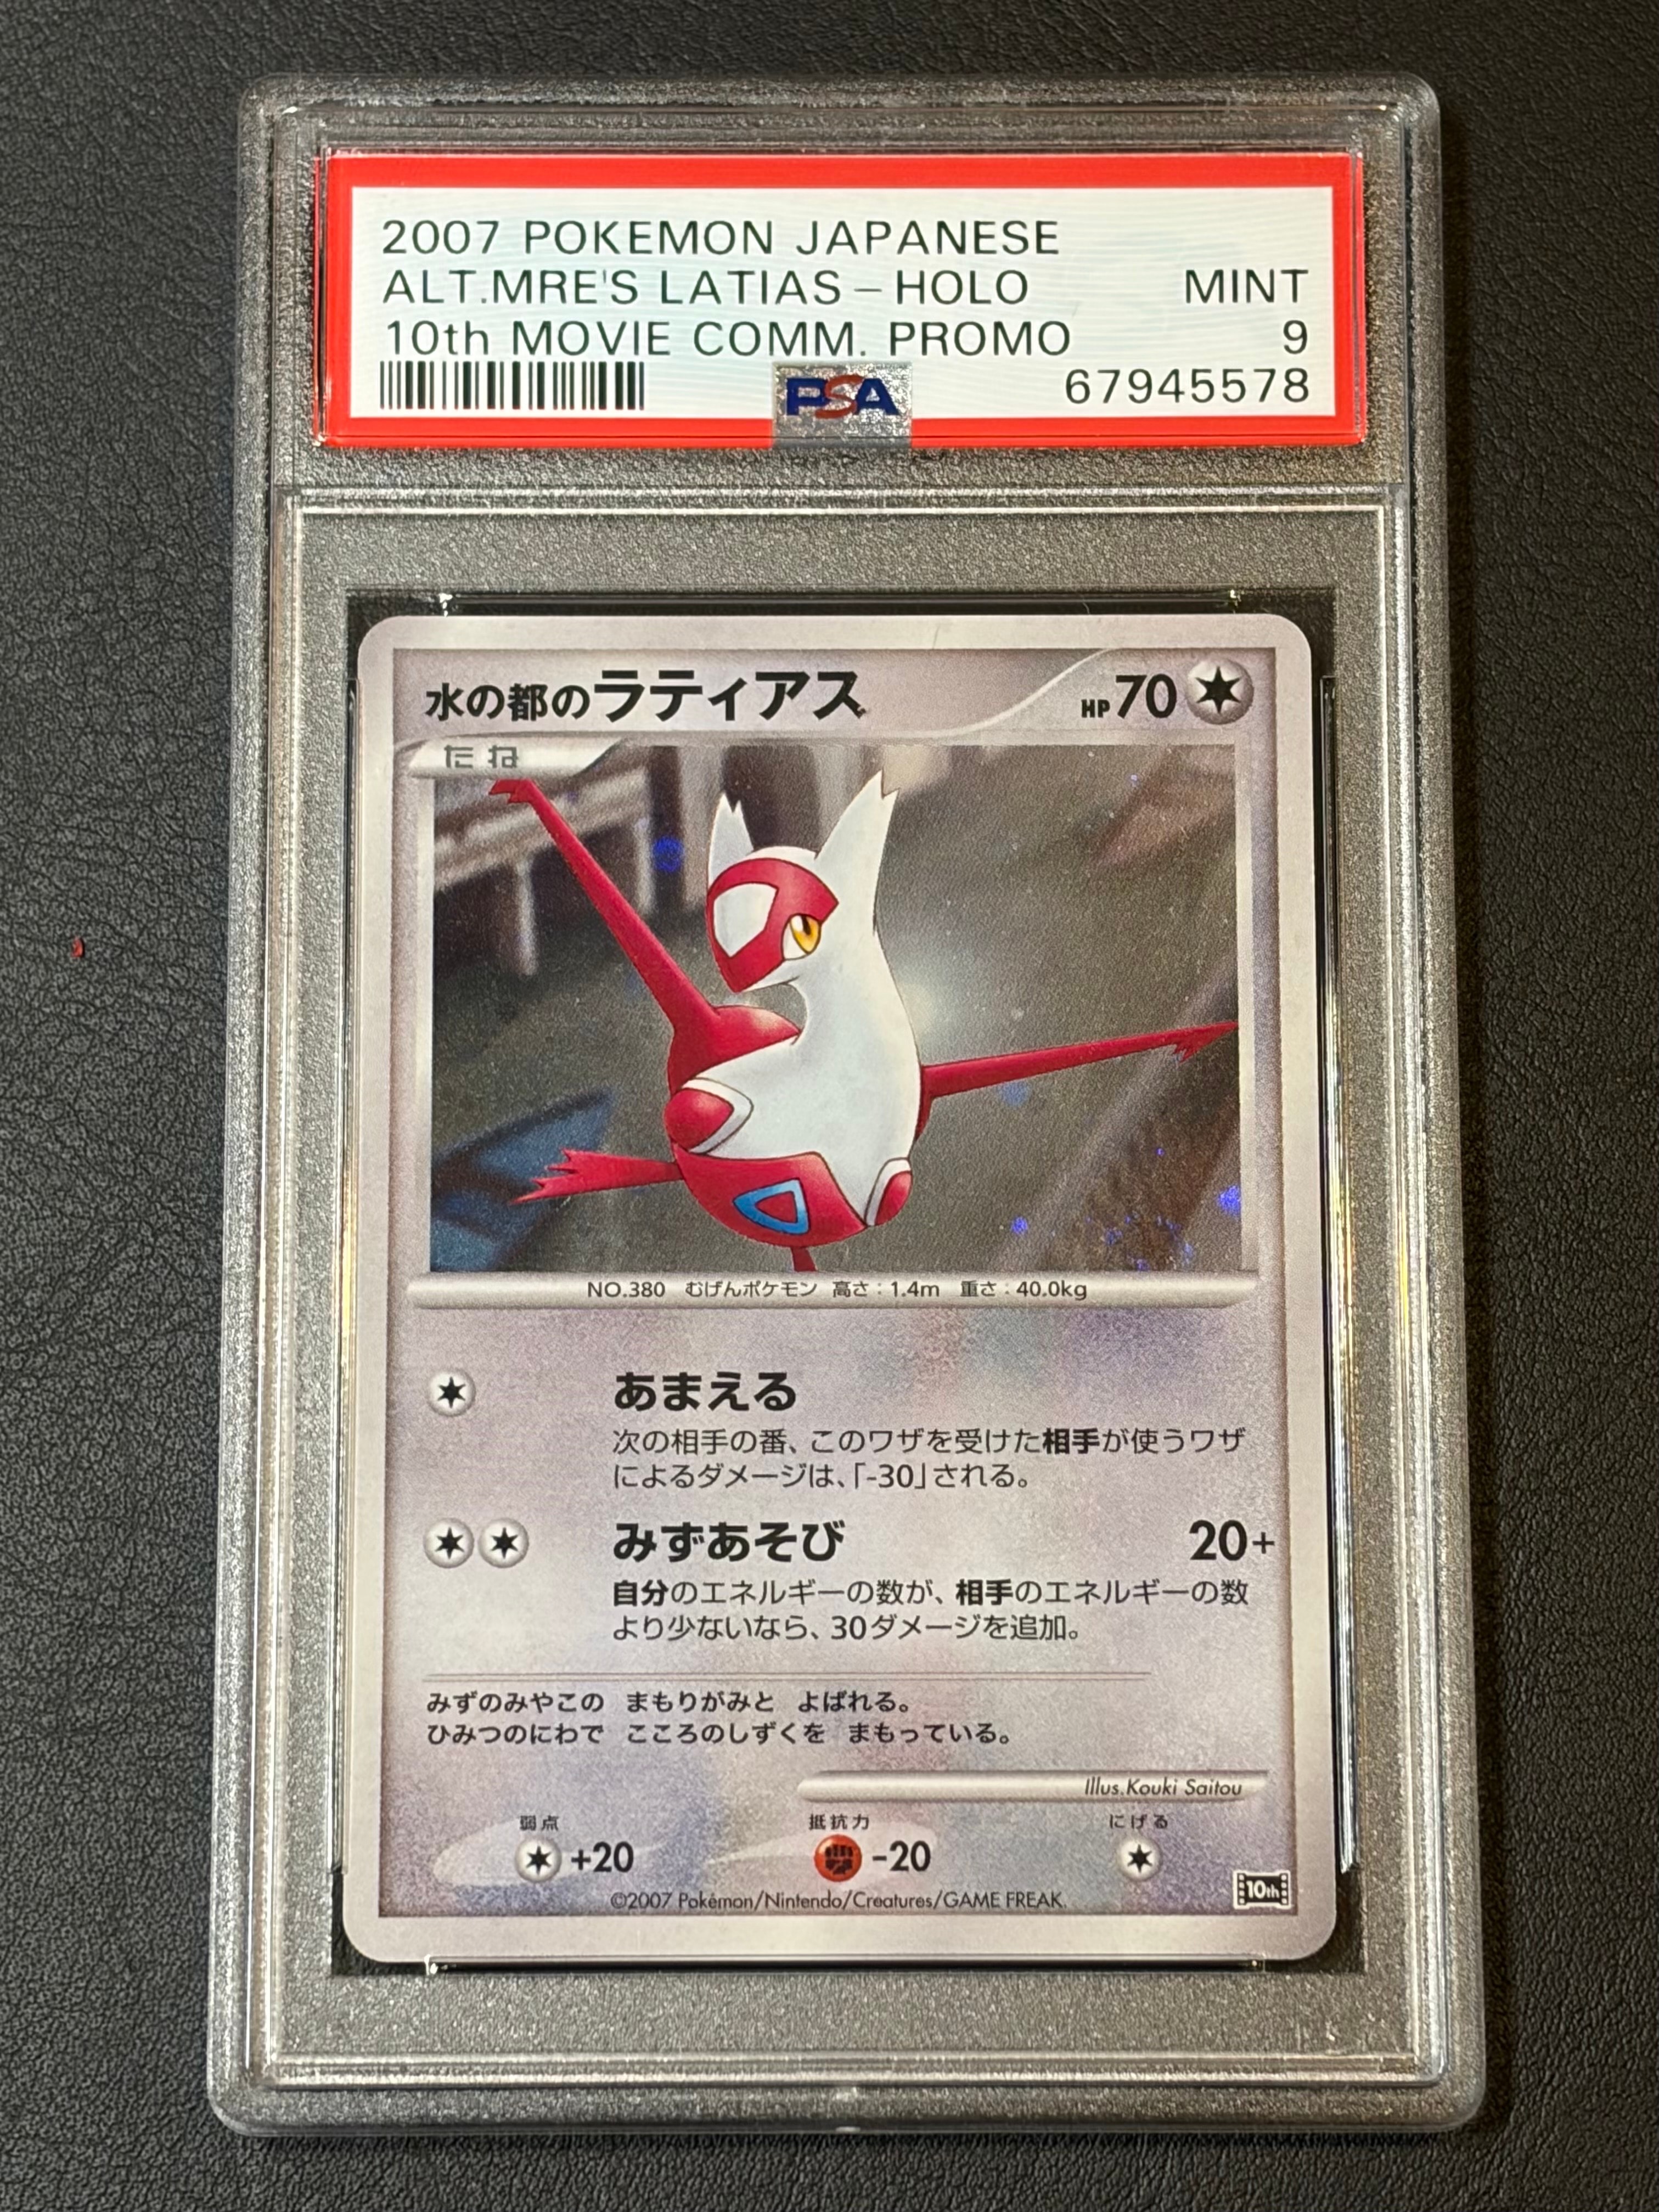 2007 POKEMON JAPANESE
ALT.MRE'S LATIAS-HOLO MINT
10th MOVIE COMM. PROMO 9
PSA 67945578
水の都のラティアス HP70
たね
NO.380 むげんポケモン 高さ:1.4m 重さ:40.0kg
あまえる
次の相手の番、このワザを受けた相手が使うワザ
によるダメージは、「-30」される。
みずあそび 20+
自分のエネルギーの数が、相手のエネルギーの数
より少ないなら、30ダメージを追加。
みずのみやこの まもりがみと よばれる。
ひみつのにわで こころのしずくを まもっている。
Illus.Kouki Saitou
弱点 抵抗力 にげる
+20 -20
©2007 Pokémon/Nintendo/Creatures/GAME FREAK.
10th